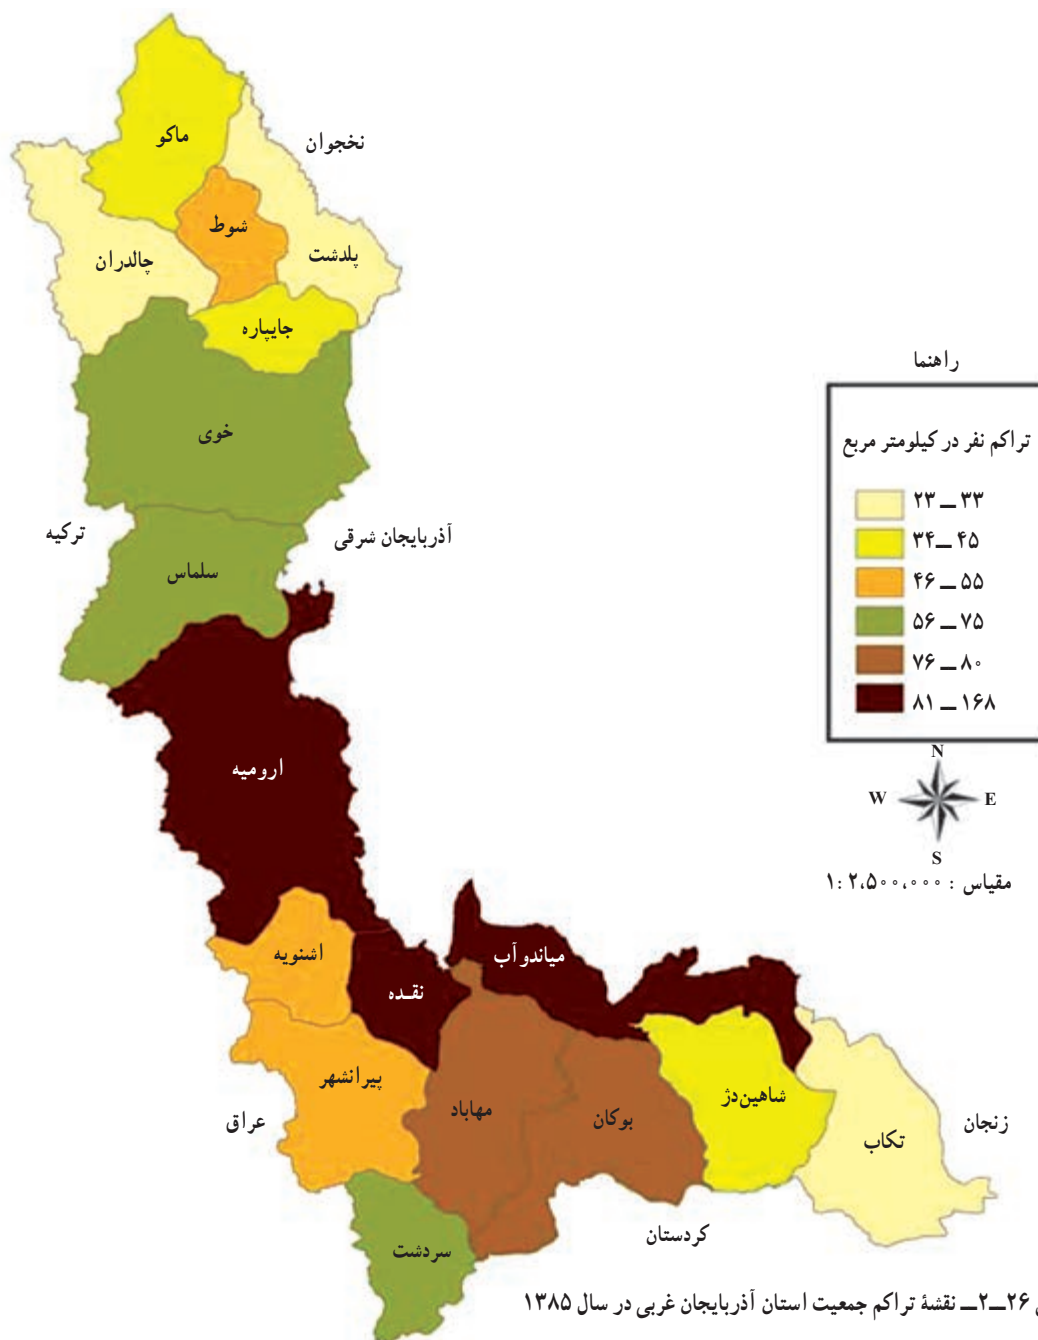 ماکو
نخجوان
شوط
چالدران
پلدشت
جایپاره
راهنما
تراکم نفر در کیلومتر مربع
۲۳ ــ ۳۳
۳۴ ــ ۴۵
۴۶ ــ ۵۵
۵۶ ــ ۷۵
۷۶ ــ ۸۰
۸۱ ــ ۱۶۸
خوی
ترکیه
آذربایجان شرقی
سلماس
ارومیه
N
W
E
S
مقیاس : ۱:۲،۵۰۰،۰۰۰
اشنویه
نقـده
میاندوآب
پیرانشهر
مهاباد
بوکان
شاهین‌دژ
تکاب
زنجان
عراق
کردستان
سردشت
۲۶ــ۲ــ نقشهٔ تراکم جمعیت استان آذربایجان غربی در سال ۱۳۸۵